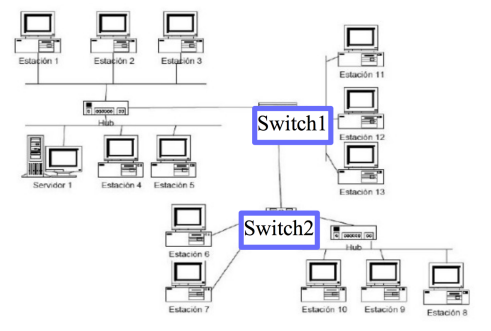 Estación 1
Estación 2
Estación 3
Estación 11
Hub
Switch1
Estación 12
Servidor 1
Estación 4
Estación 5
Estación 13
Switch2
Estación 6
Hub
Estación 7
Estación 10
Estación 9
Estación 8